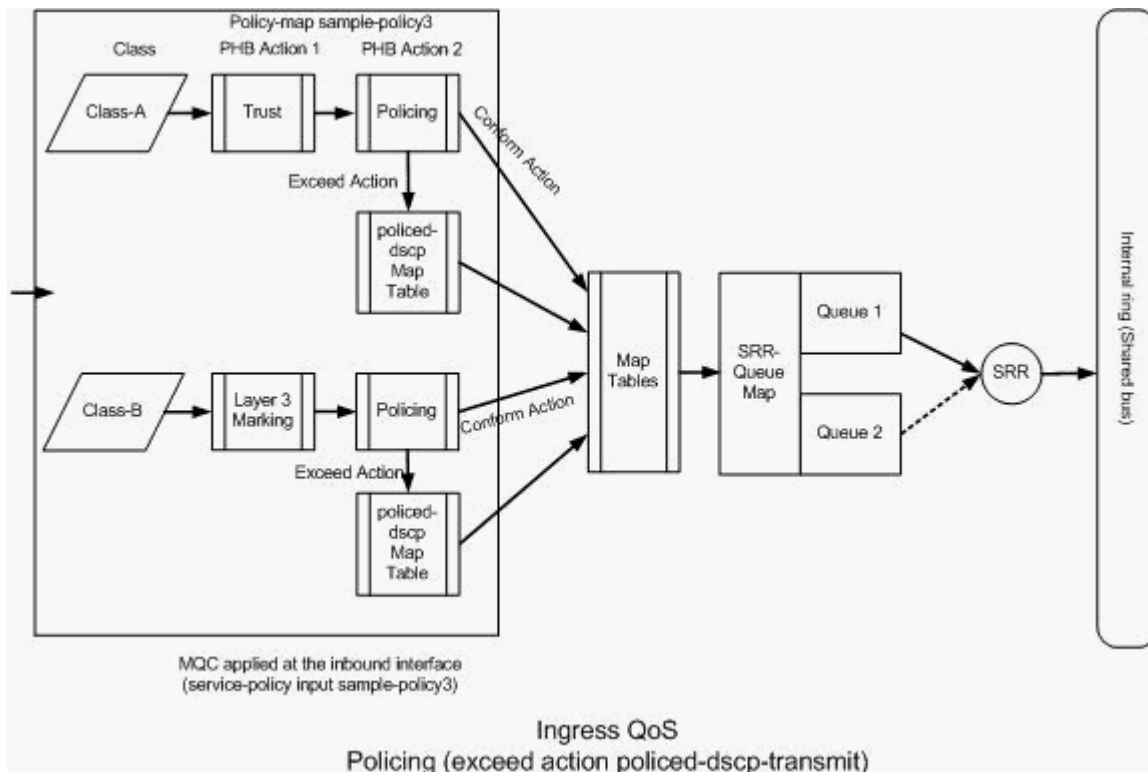 Policy-map sample-policy3
Class
PHB Action 1
PHB Action 2
Class-A
Trust
Policing
Conform Action
Exceed Action
policed-
dscp
Map
Table
Class-B
Layer 3
Marking
Policing
Conform Action
Exceed Action
policed-
dscp
Map
Table
Map
Tables
SRR-
Queue
Map
Queue 1
Queue 2
SRR
Internal ring (Shared bus)
MQC applied at the inbound interface
(service-policy input sample-policy3)
Ingress QoS
Policing (exceed action policed-dscp-transmit)